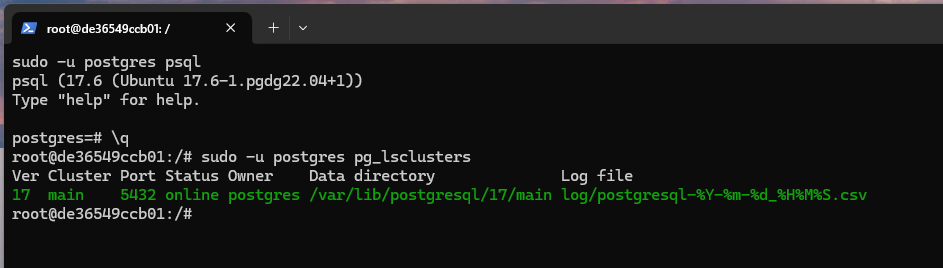 root@de36549ccb01: /
sudo -u postgres psql
psql (17.6 (Ubuntu 17.6-1.pgdg22.04+1))
Type "help" for help.
postgres=# \q
root@de36549ccb01:/# sudo -u postgres pg_lsclusters
Ver Cluster Port Status Owner    Data directory              Log file
17  main    5432 online postgres /var/lib/postgresql/17/main log/postgresql-%Y-%m-%d_%H%M%S.csv
root@de36549ccb01:/#